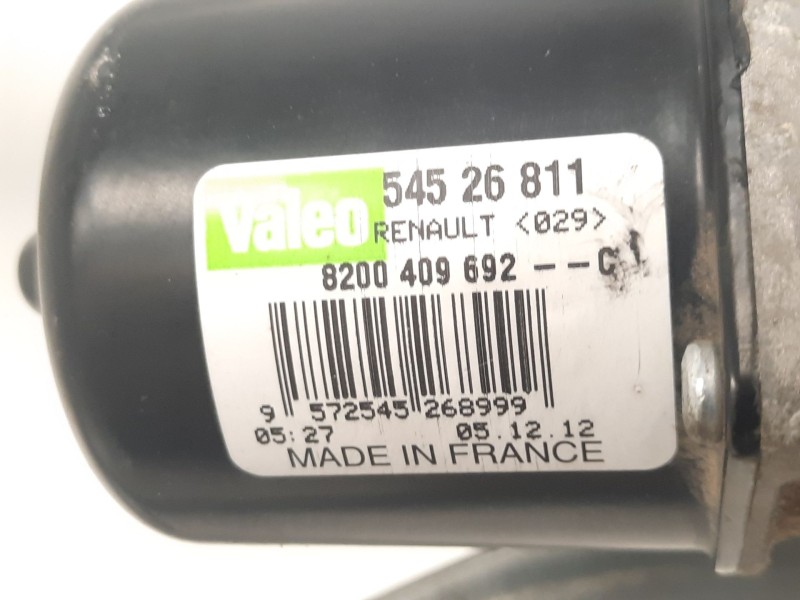 Valeo
545 26 811
RENAULT <029>
8200 409 692 --C
9 572545 268999
05:27 05.12.12
MADE IN FRANCE